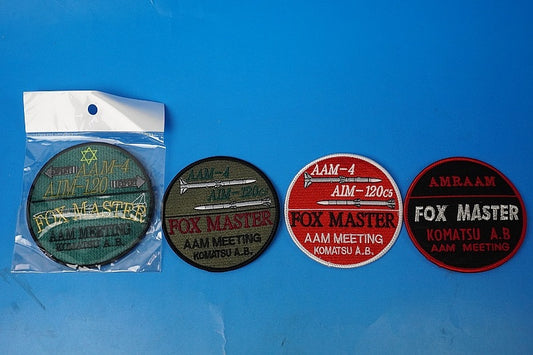 AAM-4
AIM-120
FOX MASTER
AAM MEETING
KOMATSU A.B.
AAM-4
AIM-120C5
FOX MASTER
AAM MEETING
KOMATSU A.B.
AAM-4
AIM-120C5
FOX MASTER
AAM MEETING
KOMATSU A.B.
AMRAAM
FOX MASTER
KOMATSU A.B
AAM MEETING